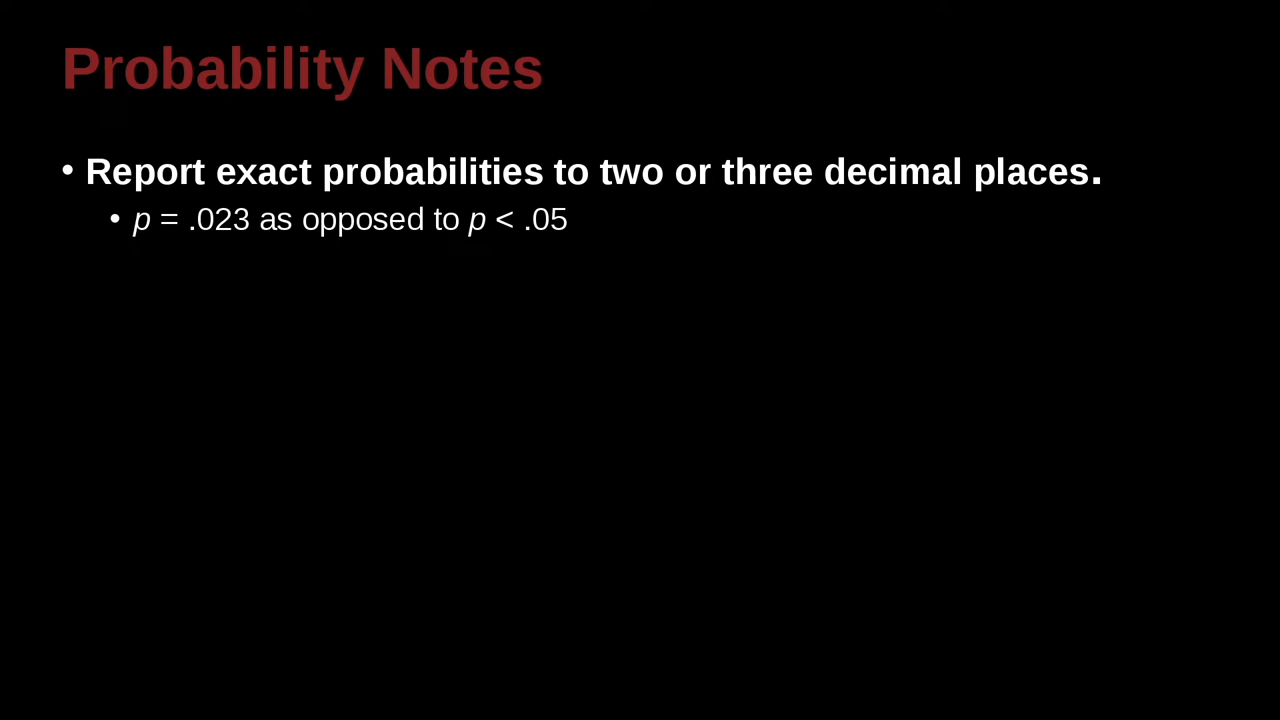 Probability Notes
• Report exact probabilities to two or three decimal places.
• p = .023 as opposed to p < .05